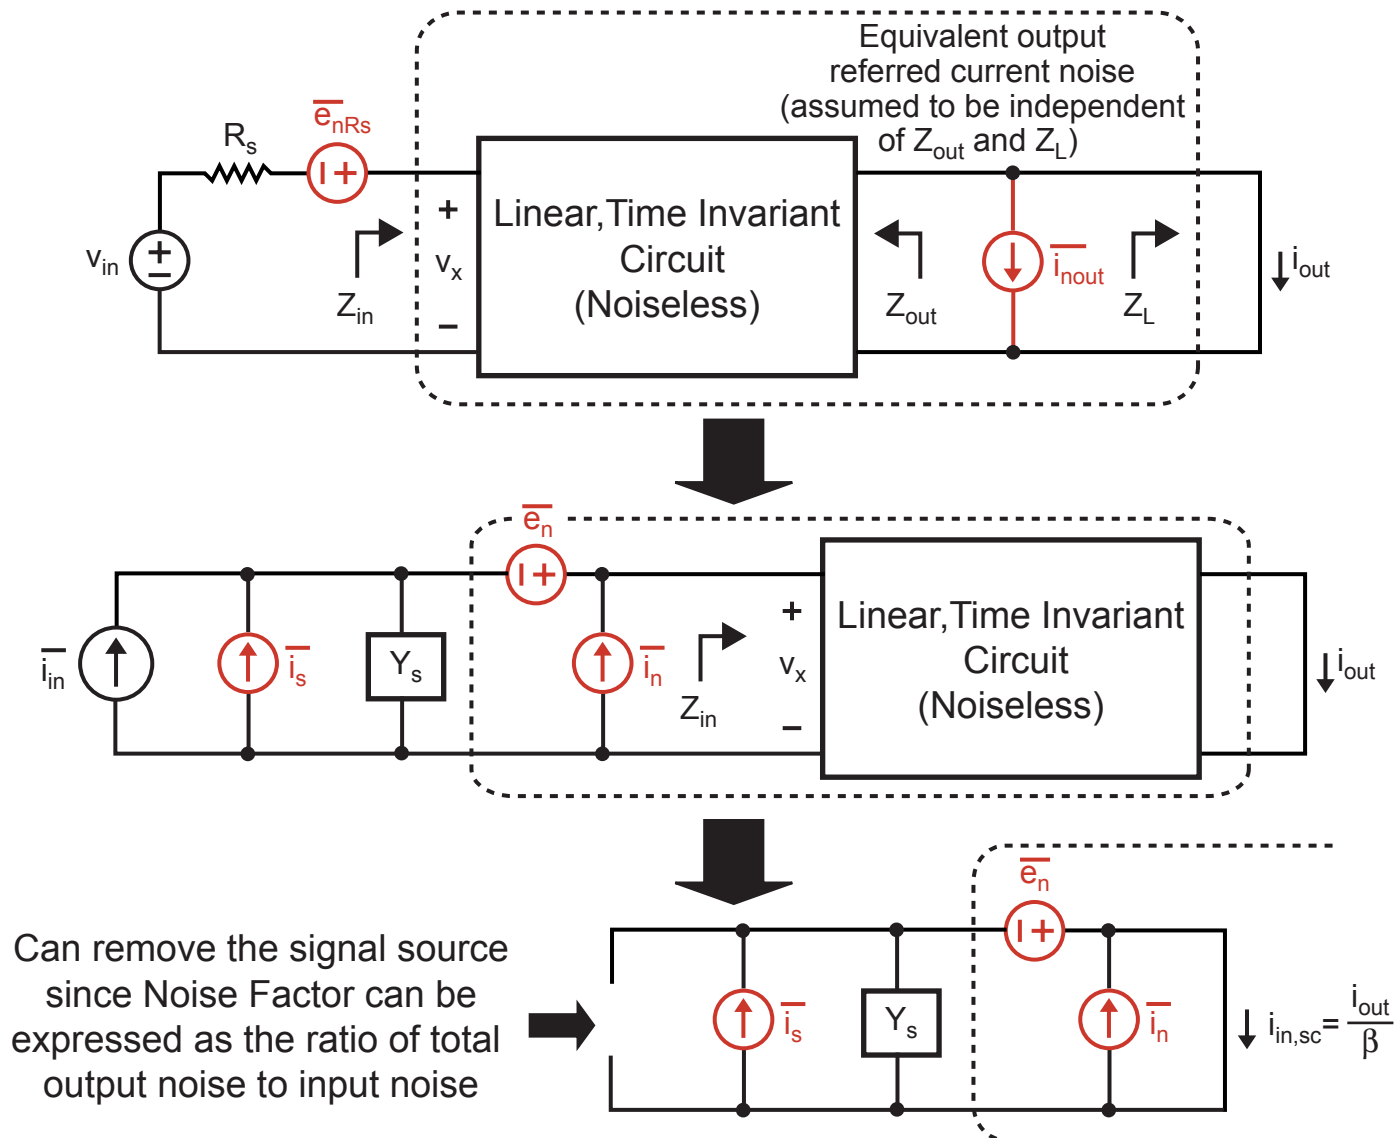 Equivalent output
referred current noise
(assumed to be independent
of Zout and ZL)
enRs
Rs
+
vx
−
Linear,Time Invariant
Circuit
(Noiseless)
vin
Zin
Zout
inout
ZL
iout
en
iin
is
Ys
in
Zin
+
vx
−
Linear,Time Invariant
Circuit
(Noiseless)
iout
Can remove the signal source
since Noise Factor can be
expressed as the ratio of total
output noise to input noise
en
is
Ys
in
iin,sc= iout
β